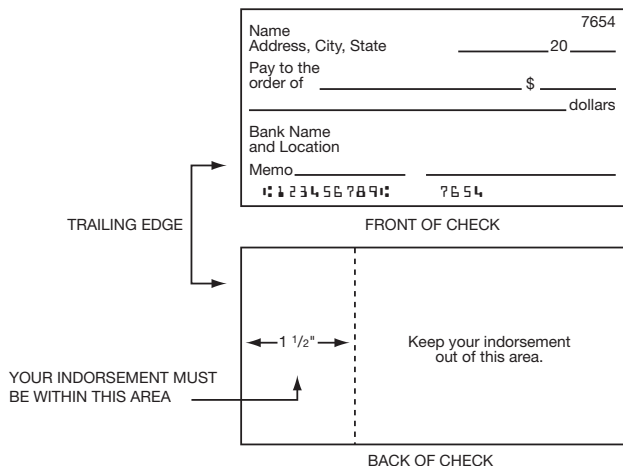 7654
Name
Address, City, State 20
Pay to the
order of $
dollars
Bank Name
and Location
Memo
⑆123456789⑆ 7654
TRAILING EDGE
FRONT OF CHECK
1 1/2"
Keep your indorsement
out of this area.
YOUR INDORSEMENT MUST
BE WITHIN THIS AREA
BACK OF CHECK